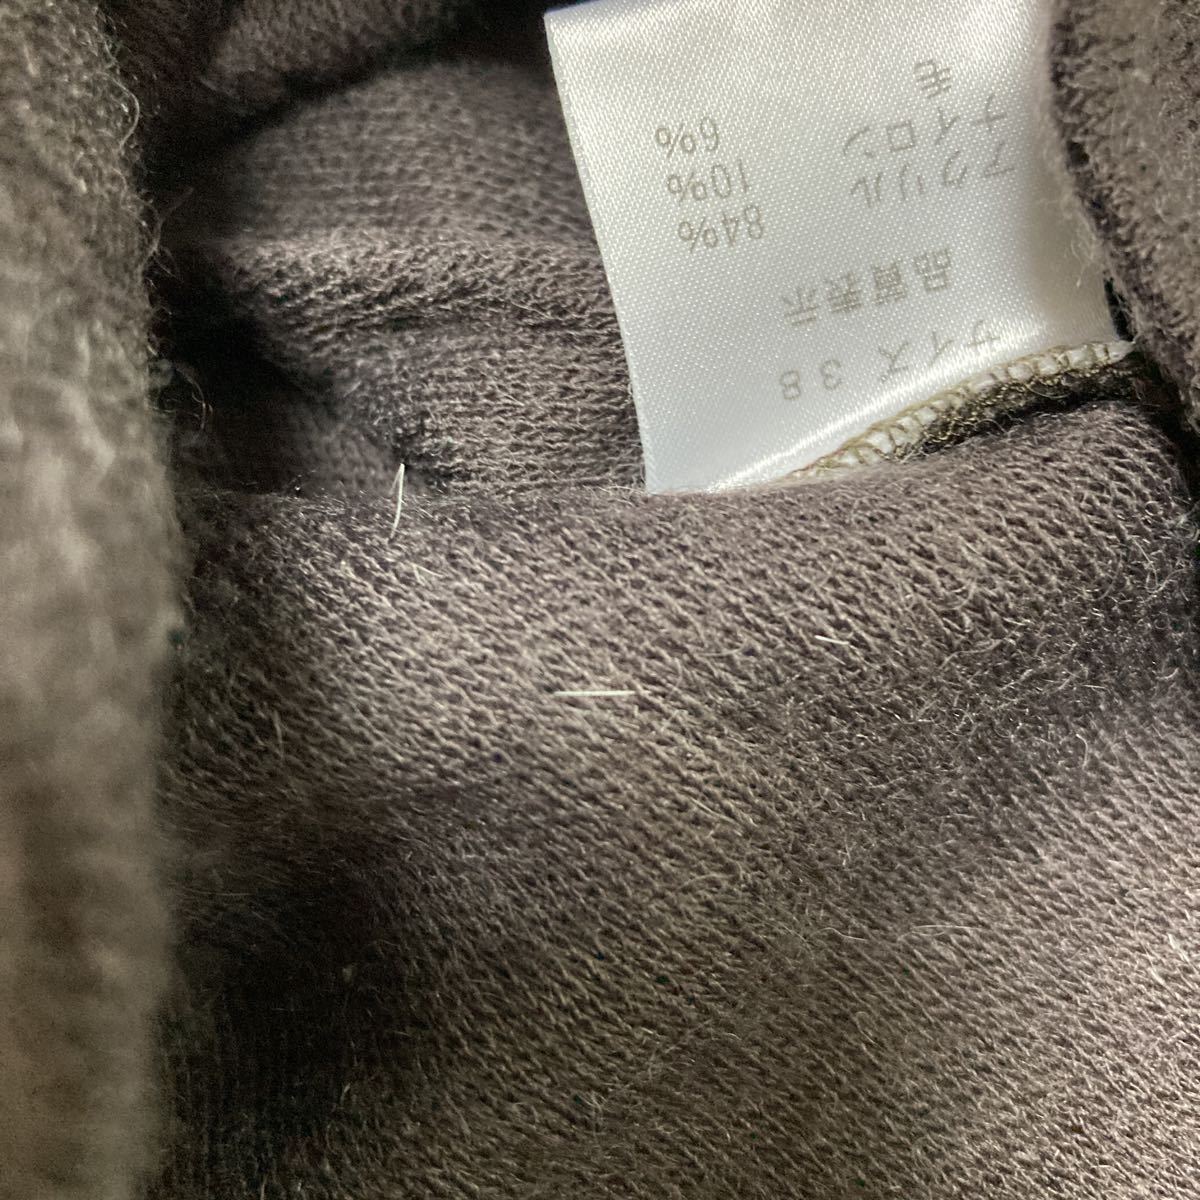 サイズ 38
品質表示
アクリル 84%
ナイロン 10%
毛 6%